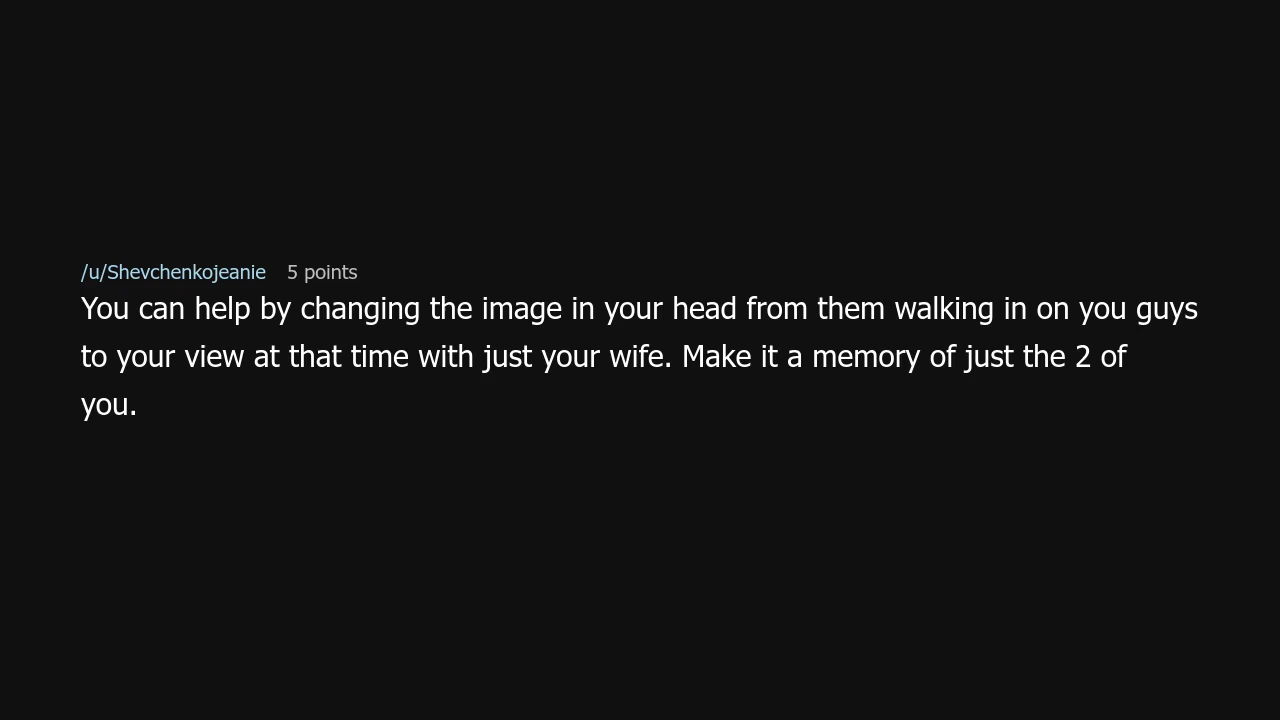 /u/Shevchenkojeanie 5 points
You can help by changing the image in your head from them walking in on you guys
to your view at that time with just your wife. Make it a memory of just the 2 of
you.